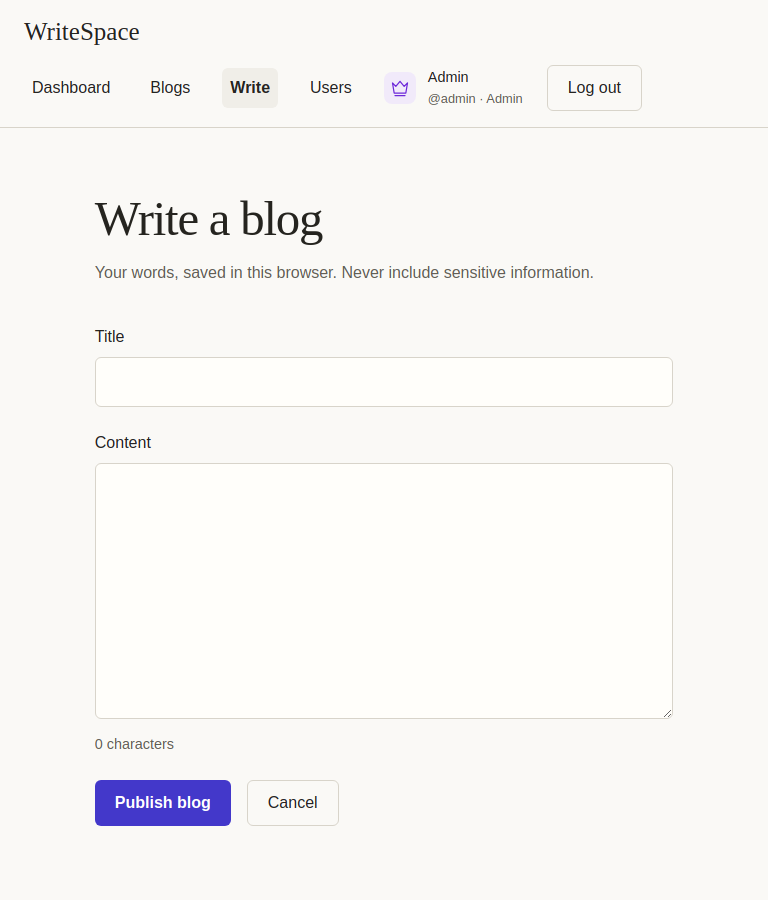 WriteSpace
Dashboard Blogs Write Users Admin @admin · Admin Log out
Write a blog
Your words, saved in this browser. Never include sensitive information.
Title
Content
0 characters
Publish blog Cancel